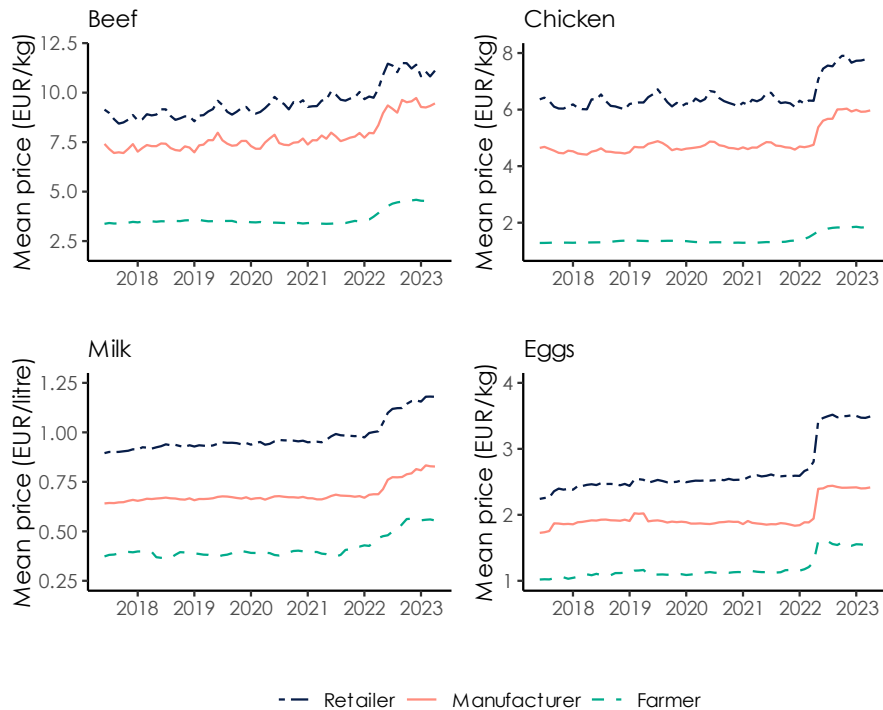 Beef
Mean price (EUR/kg)
12.5
10.0
7.5
5.0
2.5
2018 2019 2020 2021 2022 2023
Chicken
Mean price (EUR/kg)
8
6
4
2
2018 2019 2020 2021 2022 2023
Milk
Mean price (EUR/litre)
1.25
1.00
0.75
0.50
0.25
2018 2019 2020 2021 2022 2023
Eggs
Mean price (EUR/kg)
4
3
2
1
2018 2019 2020 2021 2022 2023
Retailer Manufacturer Farmer